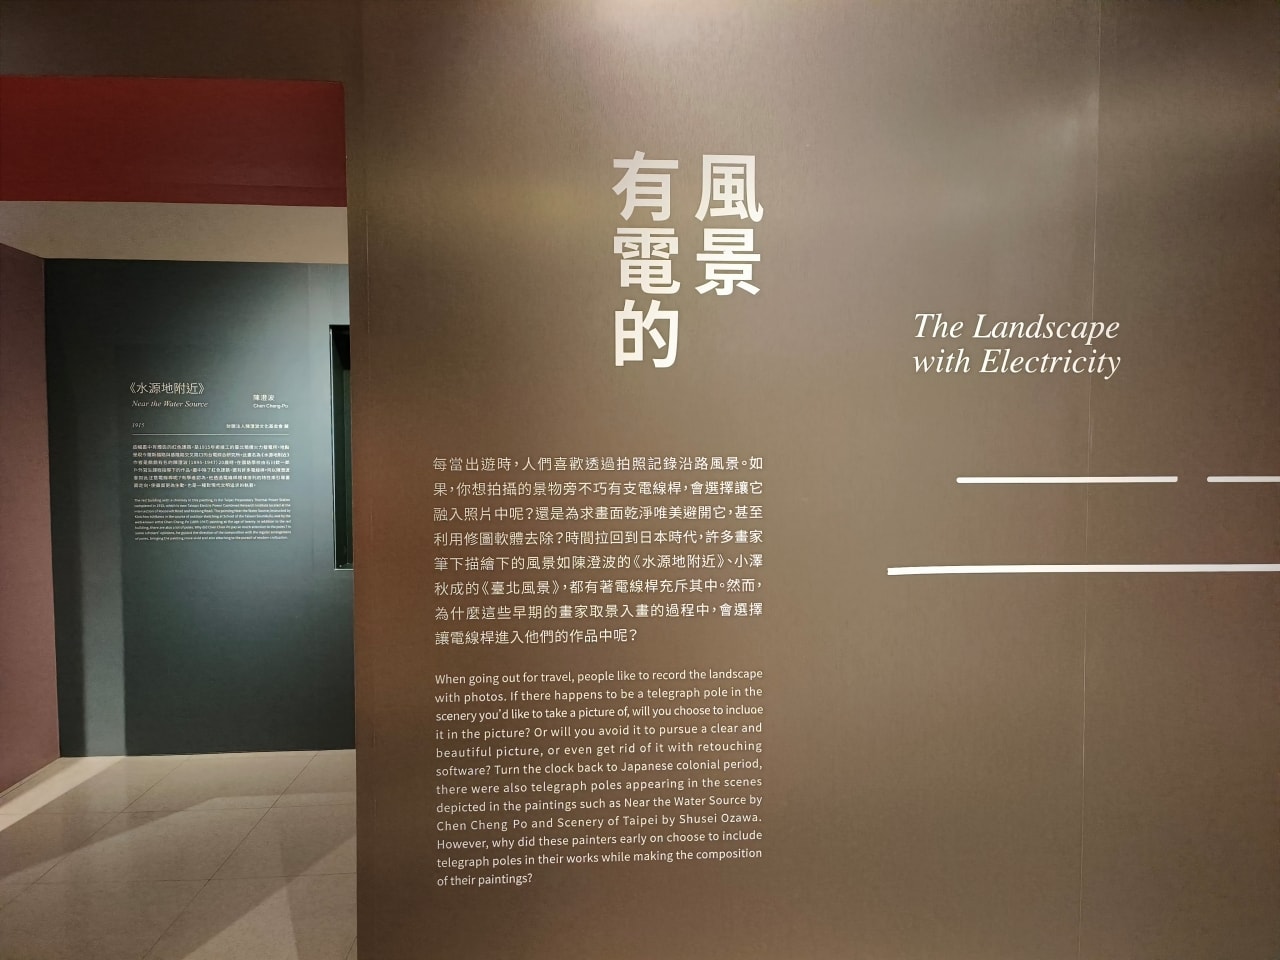 有電的
風景
The Landscape
with Electricity
每當出遊時，人們喜歡透過拍照記錄沿路風景。如
果，你想拍攝的景物旁不巧有支電線桿，會選擇讓它
融入照片中呢？還是為求畫面乾淨唯美避開它，甚至
利用修圖軟體去除？時間拉回到日本時代，許多畫家
筆下描繪下的風景如陳澄波的《水源地附近》、小澤
秋成的《臺北風景》，都有著電線桿充斥其中。然而，
為什麼這些早期的畫家取景入畫的過程中，會選擇
讓電線桿進入他們的作品中呢？
When going out for travel, people like to record the landscape
with photos. If there happens to be a telegraph pole in the
scenery you'd like to take a picture of, will you choose to include
it in the picture? Or will you avoid it to pursue a clear and
beautiful picture, or even get rid of it with retouching
software? Turn the clock back to Japanese colonial period,
there were also telegraph poles appearing in the scenes
depicted in the paintings such as Near the Water Source by
Chen Cheng Po and Scenery of Taipei by Shusei Ozawa.
However, why did these painters early on choose to include
telegraph poles in their works while making the composition
of their paintings?
《水源地附近》
Near the Water Source
陳澄波
Chen Cheng-Po
1915
財團法人陳澄波文化基金會 藏